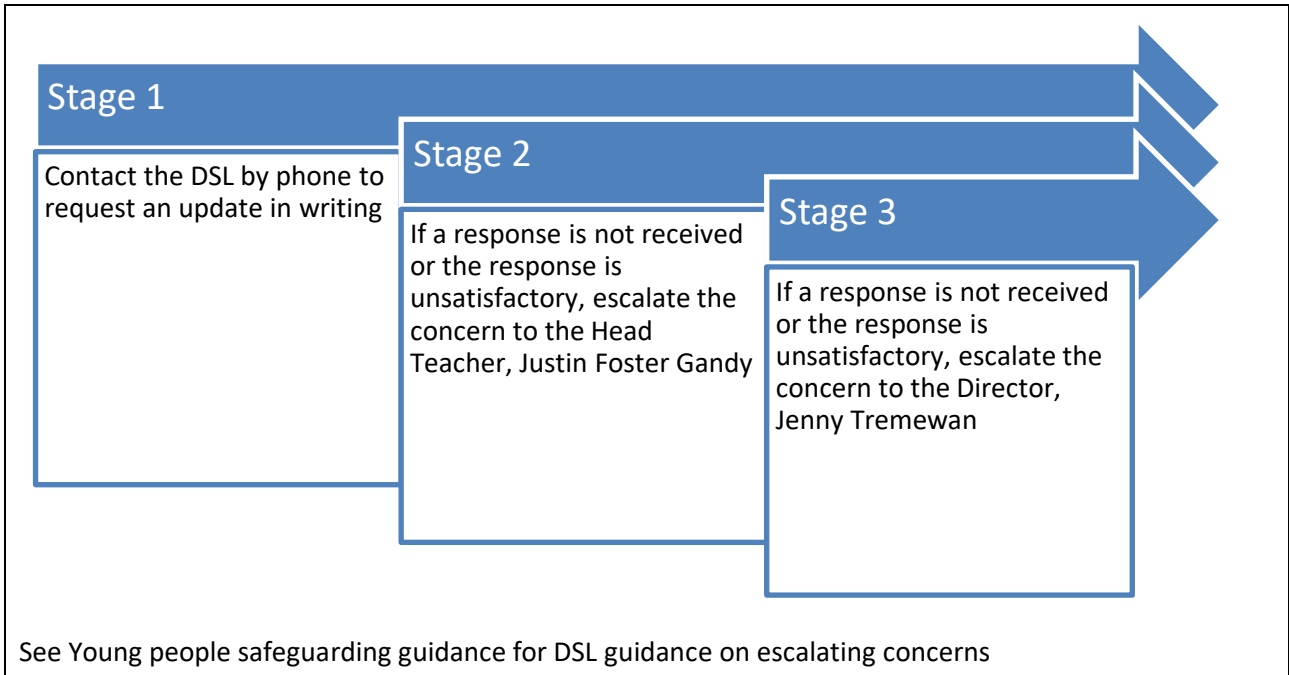 Stage 1
Contact the DSL by phone to
request an update in writing
Stage 2
If a response is not received
or the response is
unsatisfactory, escalate the
concern to the Head
Teacher, Justin Foster Gandy
Stage 3
If a response is not received
or the response is
unsatisfactory, escalate the
concern to the Director,
Jenny Tremewan
See Young people safeguarding guidance for DSL guidance on escalating concerns